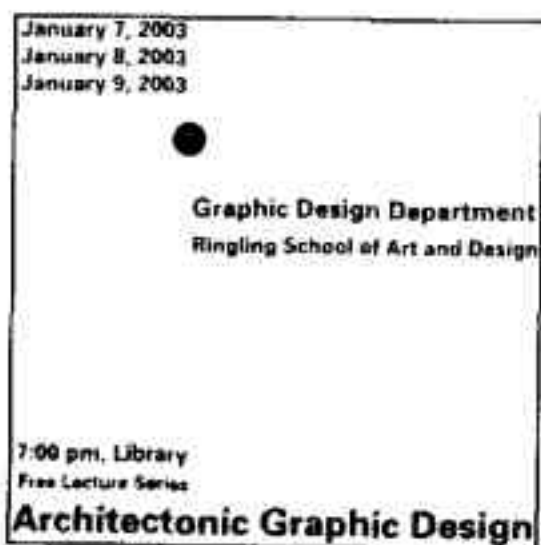 January 7, 2003
January 8, 2003
January 9, 2003
Graphic Design Department
Ringling School of Art and Design
7:00 pm, Library
Free Lecture Series
Architectonic Graphic Design